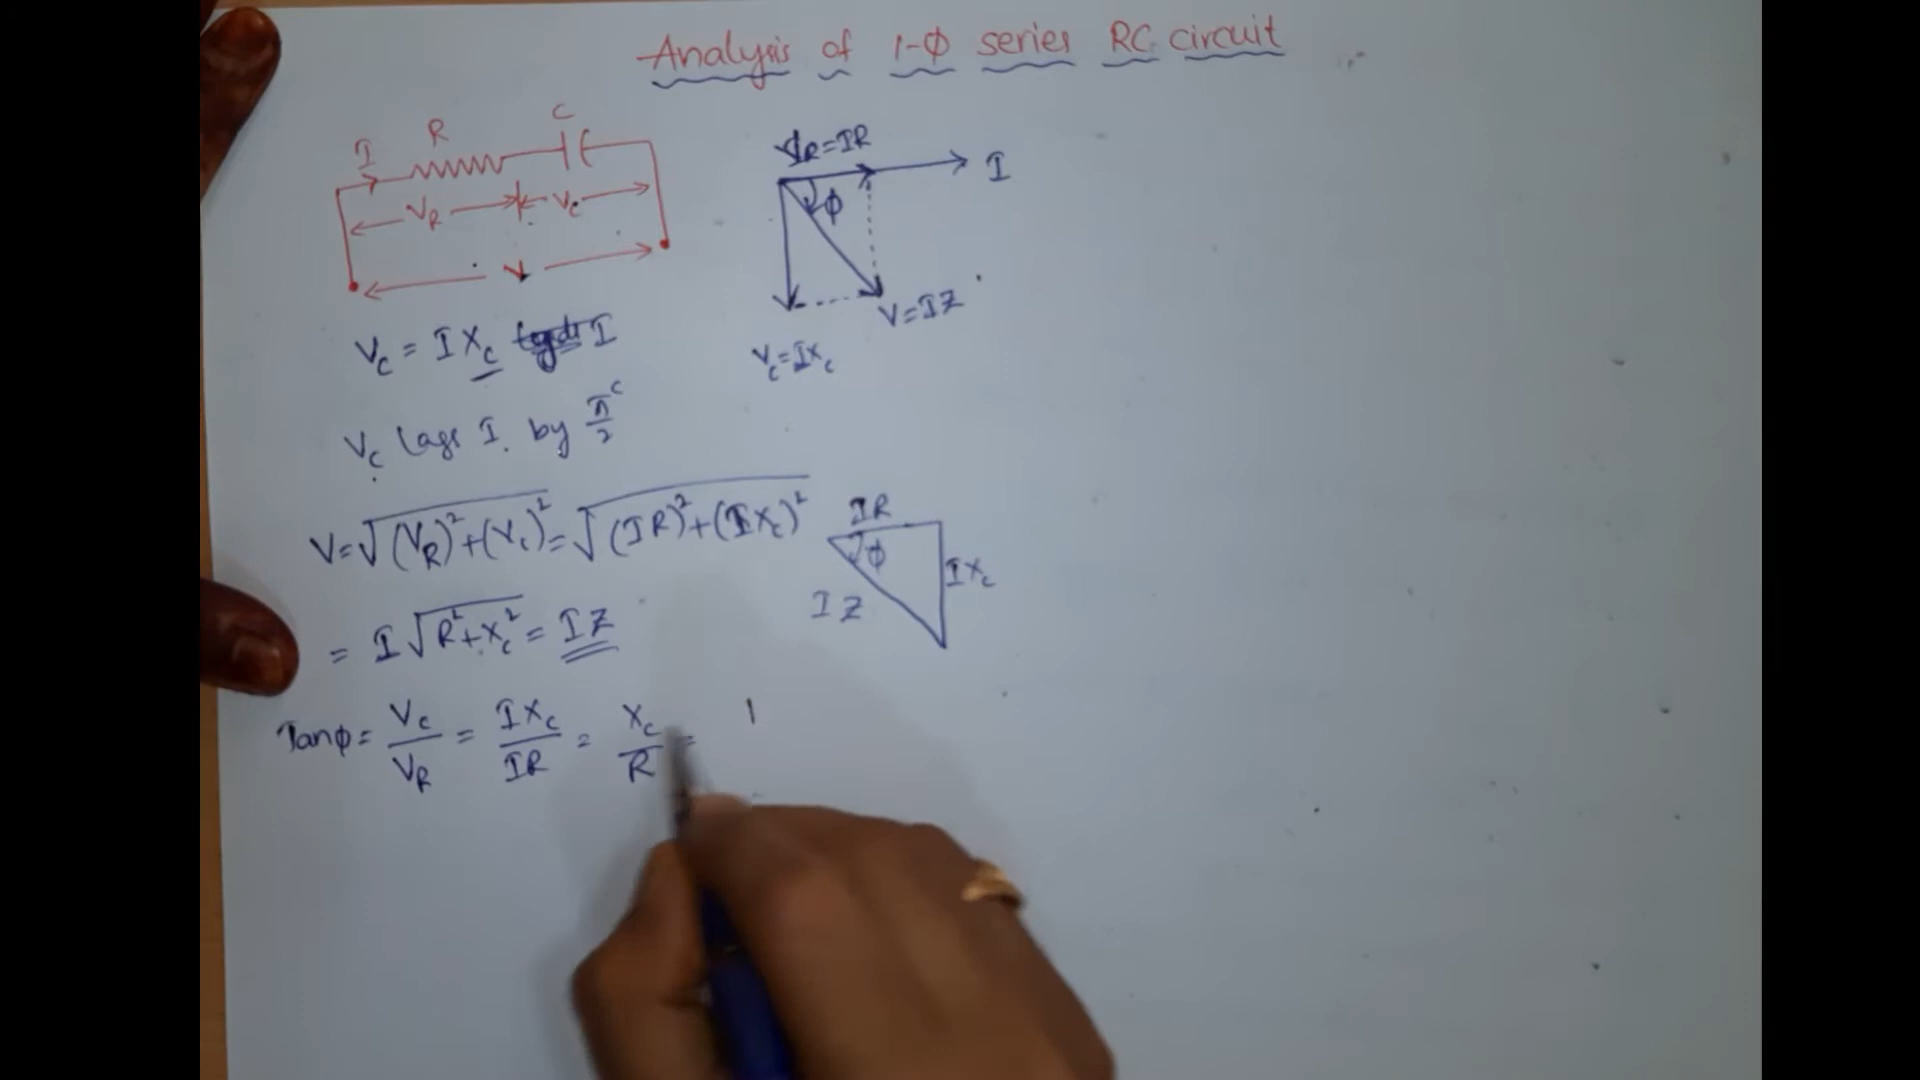 Analysis of 1-Φ series RC circuit
I R C
V_R V_c
V
V_R=IR I
ϕ
V=IZ
V_c=IX_c
V_c = I X_c I
V_c lags I by π^c/2
V=√((V_R)²+(V_c)²)=√((IR)²+(IX_c)²)
IR
ϕ
IX_c
IZ
= I√(R²+X_c²) = IZ
Tanϕ = V_c/V_R = IX_c/IR = X_c/R =